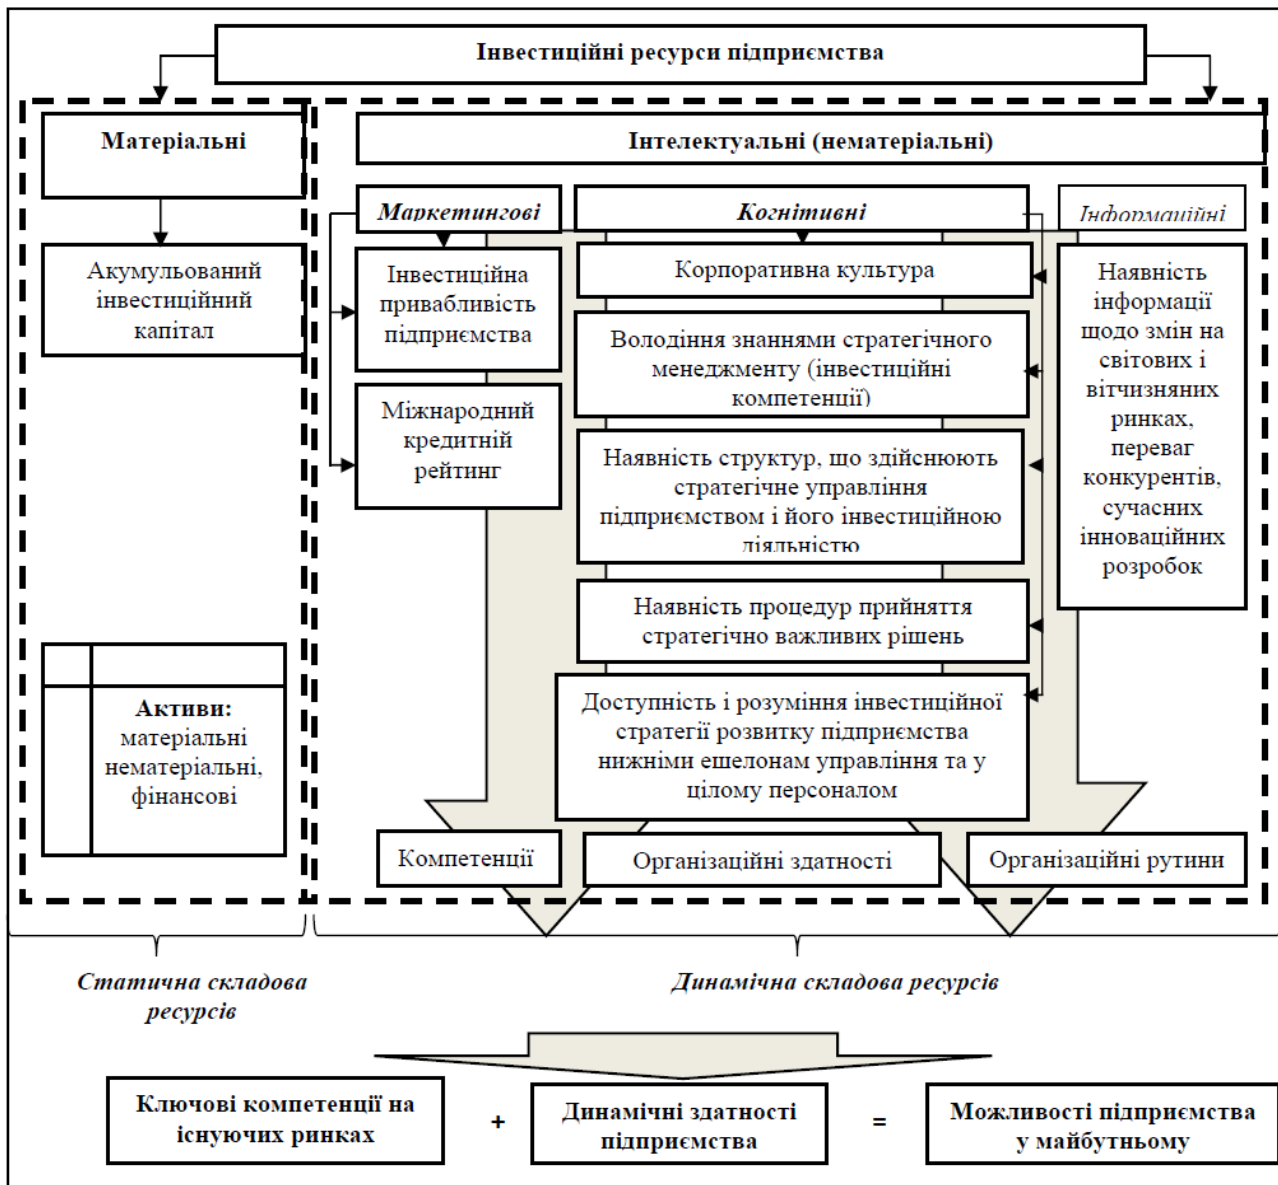 Інвестиційні ресурси підприємства
Матеріальні
Інтелектуальні (нематеріальні)
Маркетингові
Когнітивні
Інформаційні
Акумульований
інвестиційний
капітал
Інвестиційна
привабливість
підприємства
Міжнародний
кредитній
рейтинг
Корпоративна культура
Володіння знаннями стратегічного
менеджменту (інвестиційні
компетенції)
Наявність структур, що здійснюють
стратегічне управління
підприємством і його інвестиційною
діяльністю
Наявність процедур прийняття
стратегічно важливих рішень
Доступність і розуміння інвестиційної
стратегії розвитку підприємства
нижніми ешелонам управління та у
цілому персоналом
Наявність
інформації
щодо змін на
світових і
вітчизняних
ринках,
переваг
конкурентів,
сучасних
інноваційних
розробок
Активи:
матеріальні
нематеріальні,
фінансові
Компетенції
Організаційні здатності
Організаційні рутини
Статична складова
ресурсів
Динамічна складова ресурсів
Ключові компетенції на
існуючих ринках
+
Динамічні здатності
підприємства
=
Можливості підприємства
у майбутньому